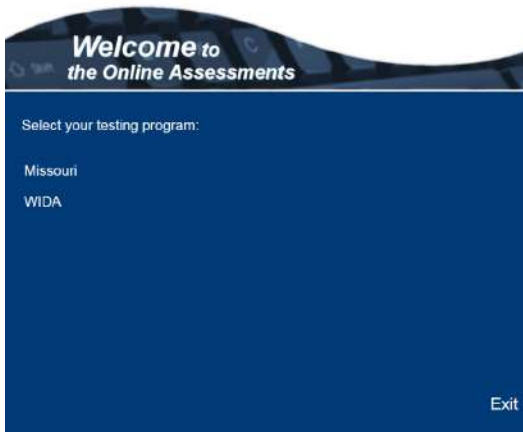 Welcome to
the Online Assessments
Select your testing program:
Missouri
WIDA
Exit